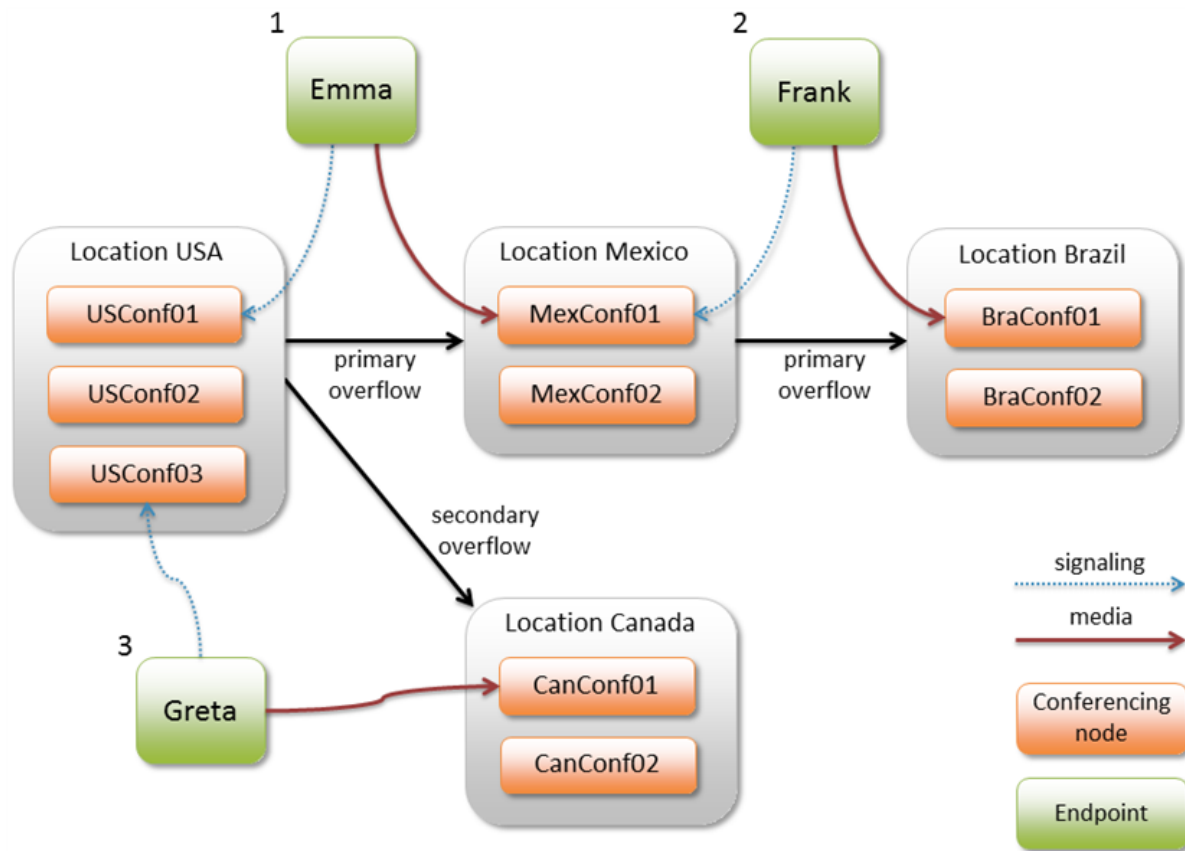 1
Emma
2
Frank
Location USA
USConf01
USConf02
USConf03
primary
overflow
Location Mexico
MexConf01
MexConf02
primary
overflow
Location Brazil
BraConf01
BraConf02
secondary
overflow
3
Greta
Location Canada
CanConf01
CanConf02
signaling
media
Conferencing
node
Endpoint